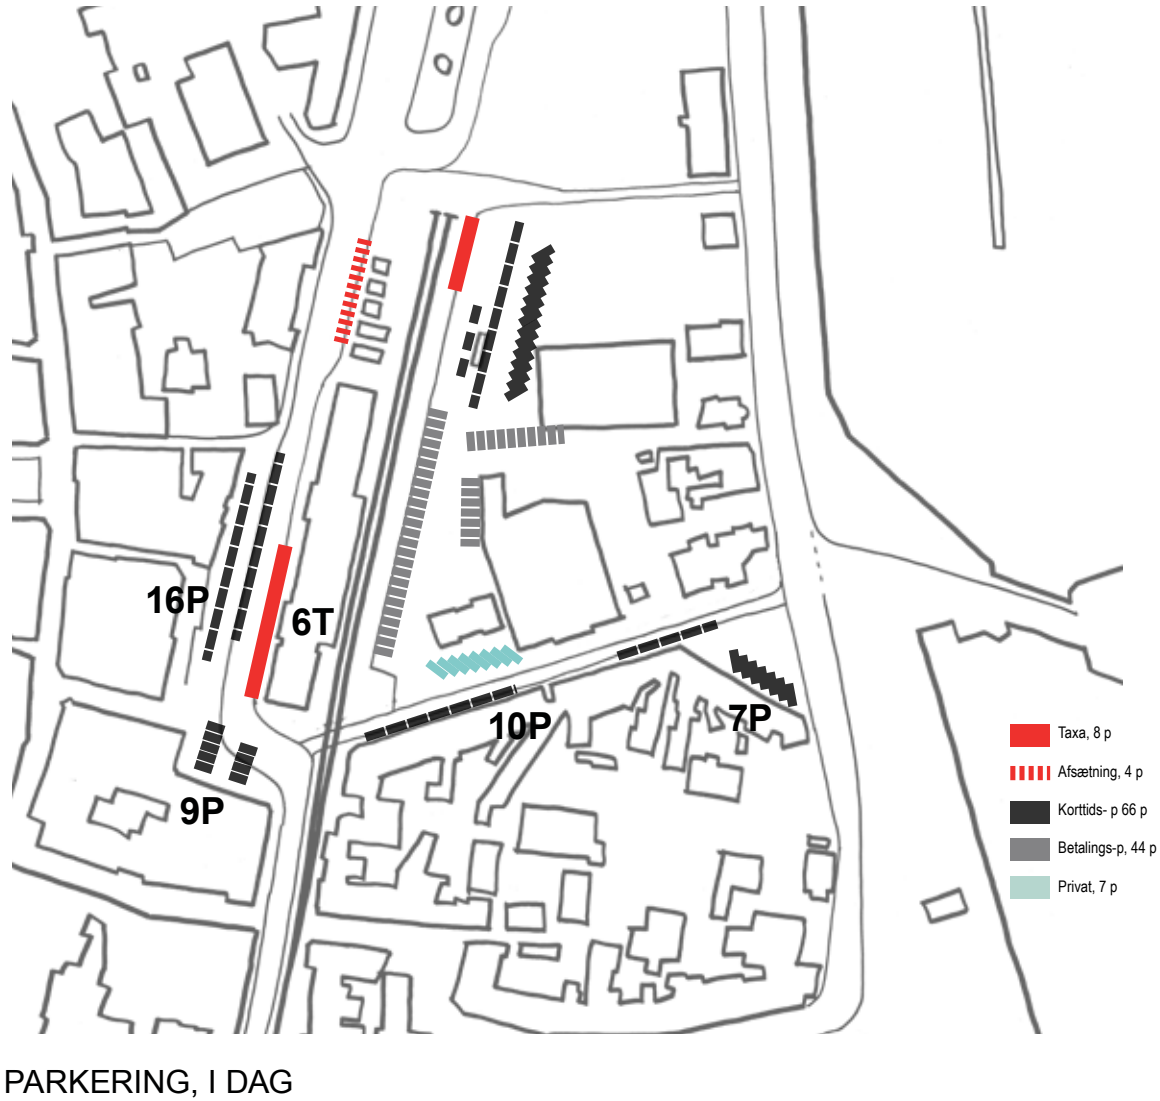 16P
6T
10P
7P
9P
Taxa, 8 p
Afsætning, 4 p
Korttids- p 66 p
Betalings-p, 44 p
Privat, 7 p
PARKERING, I DAG